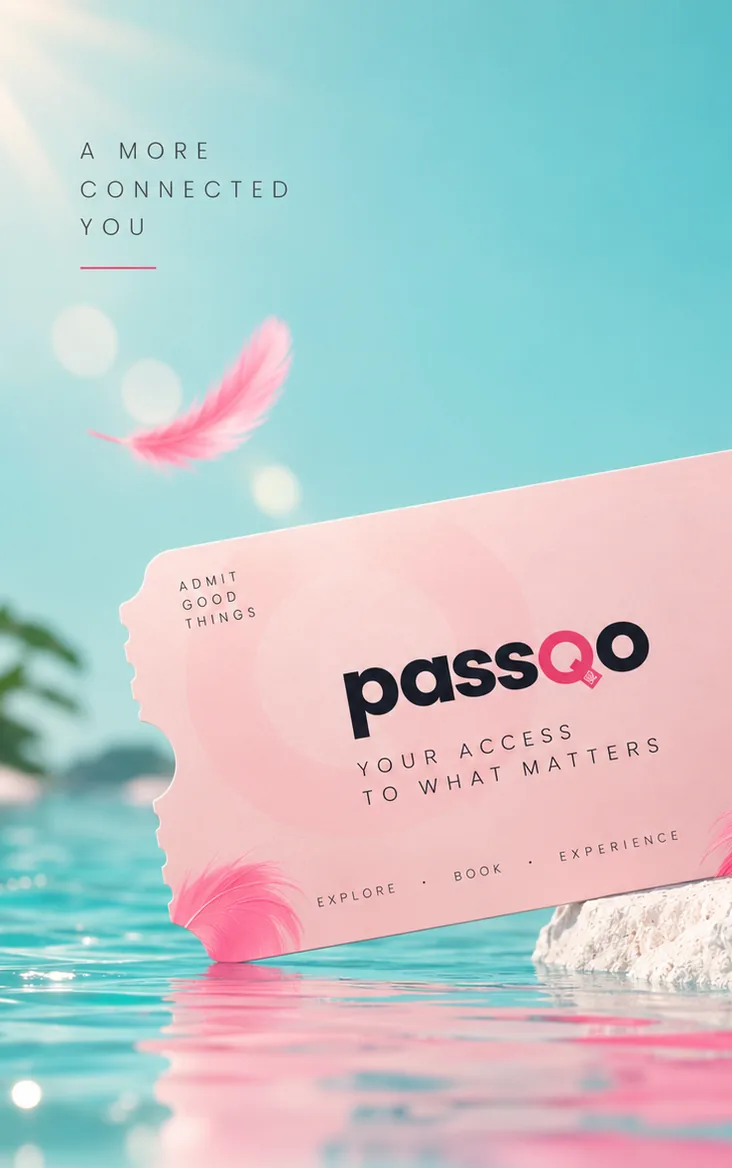 A MORE
CONNECTED
YOU
ADMIT
GOOD
THINGS
passQo
YOUR ACCESS
TO WHAT MATTERS
EXPLORE · BOOK · EXPERIENCE